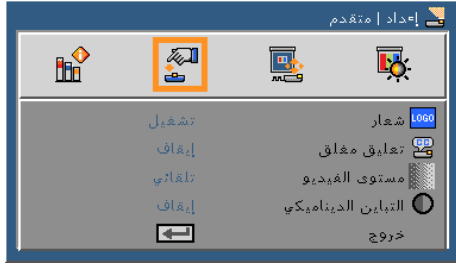 إعداد | متقدم
LOGO شعار تشغيل
تعليق مغلق إيقاف
مستوى الفيديو تلقائي
التباين الديناميكي إيقاف
خروج